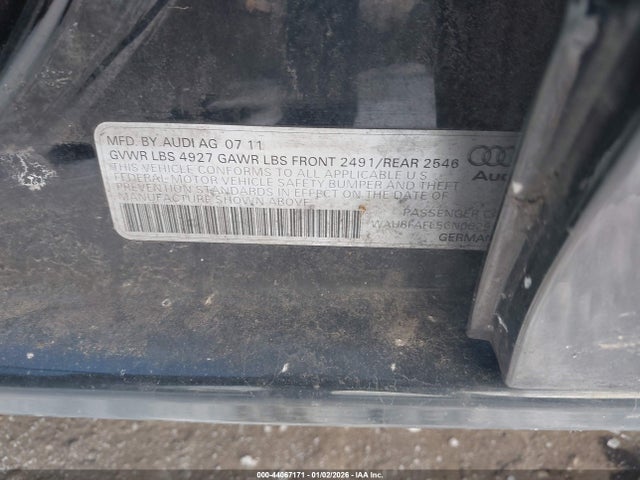 MFD. BY AUDI AG 07 11
GVWR LBS 4927 GAWR LBS FRONT 2491/REAR 2546
THIS VEHICLE CONFORMS TO ALL APPLICABLE U S
FEDERAL MOTOR VEHICLE SAFETY BUMPER AND THEFT
PREVENTION STANDARDS IN EFFECT ON THE DATE OF
MANUFACTURE SHOWN ABOVE.
Au
PASSENGER
GERMAN
000-44067171 | 01/02/2026 | IAA Inc.